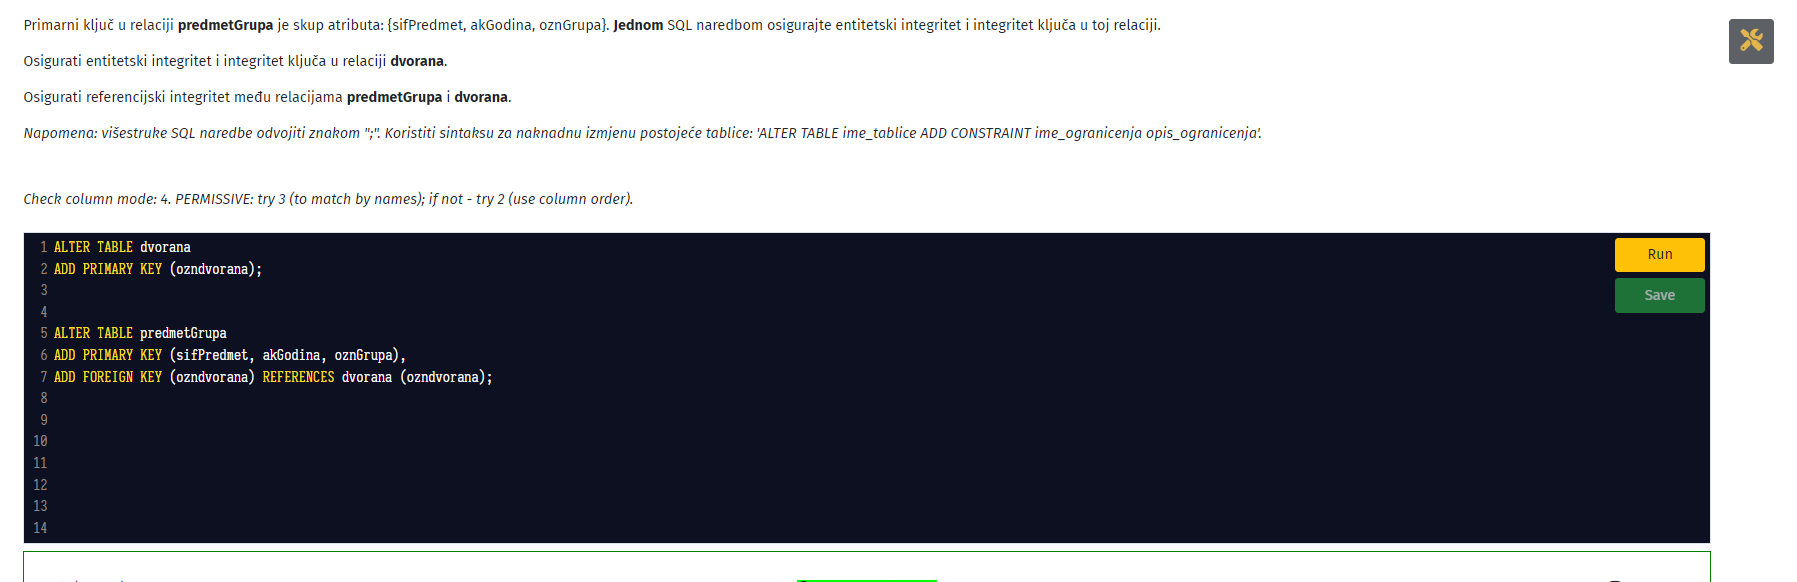 Primarni ključ u relaciji predmetGrupa je skup atributa: {sifPredmet, akGodina, oznGrupa}. Jednom SQL naredbom osigurajte entitetski integritet i integritet ključa u toj relaciji.
Osigurati entitetski integritet i integritet ključa u relaciji dvorana.
Osigurati referencijski integritet među relacijama predmetGrupa i dvorana.
Napomena: višestruke SQL naredbe odvojiti znakom ";". Koristiti sintaksu za naknadnu izmjenu postojeće tablice: 'ALTER TABLE ime_tablice ADD CONSTRAINT ime_ogranicenja opis_ogranicenja'.
Check column mode: 4. PERMISSIVE: try 3 (to match by names); if not - try 2 (use column order).
1 ALTER TABLE dvorana
2 ADD PRIMARY KEY (ozndvorana);
3
4
5 ALTER TABLE predmetGrupa
6 ADD PRIMARY KEY (sifPredmet, akGodina, oznGrupa),
7 ADD FOREIGN KEY (ozndvorana) REFERENCES dvorana (ozndvorana);
8
9
10
11
12
13
14
Run
Save